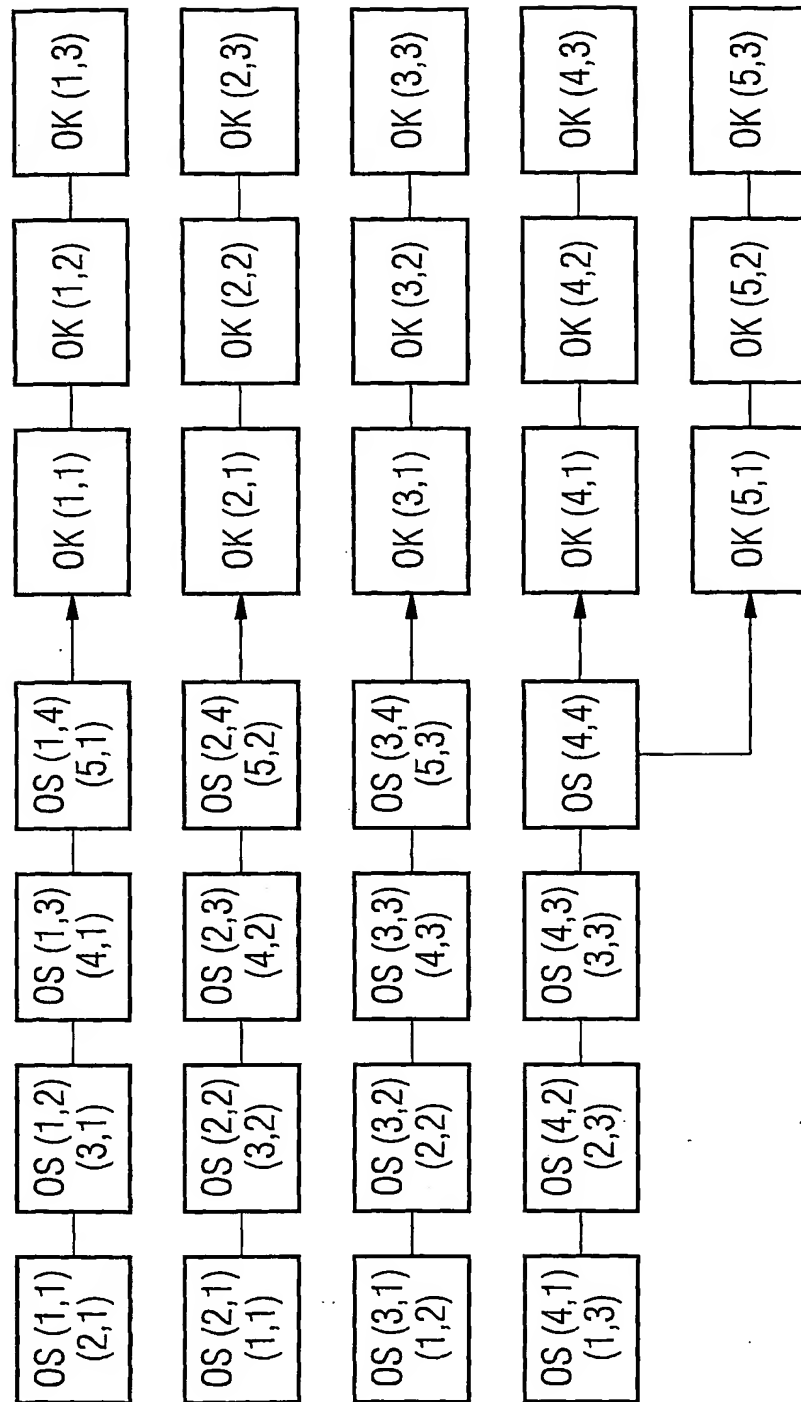 OS (1,1)
(2,1)
OS (1,2)
(3,1)
OS (1,3)
(4,1)
OS (1,4)
(5,1)
OK (1,1)
OK (1,2)
OK (1,3)
OS (2,1)
(1,1)
OS (2,2)
(3,2)
OS (2,3)
(4,2)
OS (2,4)
(5,2)
OK (2,1)
OK (2,2)
OK (2,3)
OS (3,1)
(1,2)
OS (3,2)
(2,2)
OS (3,3)
(4,3)
OS (3,4)
(5,3)
OK (3,1)
OK (3,2)
OK (3,3)
OS (4,1)
(1,3)
OS (4,2)
(2,3)
OS (4,3)
(3,3)
OS (4,4)
OK (4,1)
OK (4,2)
OK (4,3)
OK (5,1)
OK (5,2)
OK (5,3)